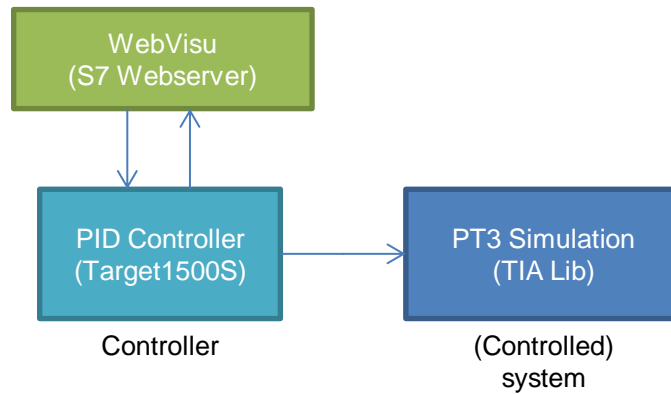 WebVisu
(S7 Webserver)
PID Controller
(Target1500S)
PT3 Simulation
(TIA Lib)
Controller
(Controlled)
system